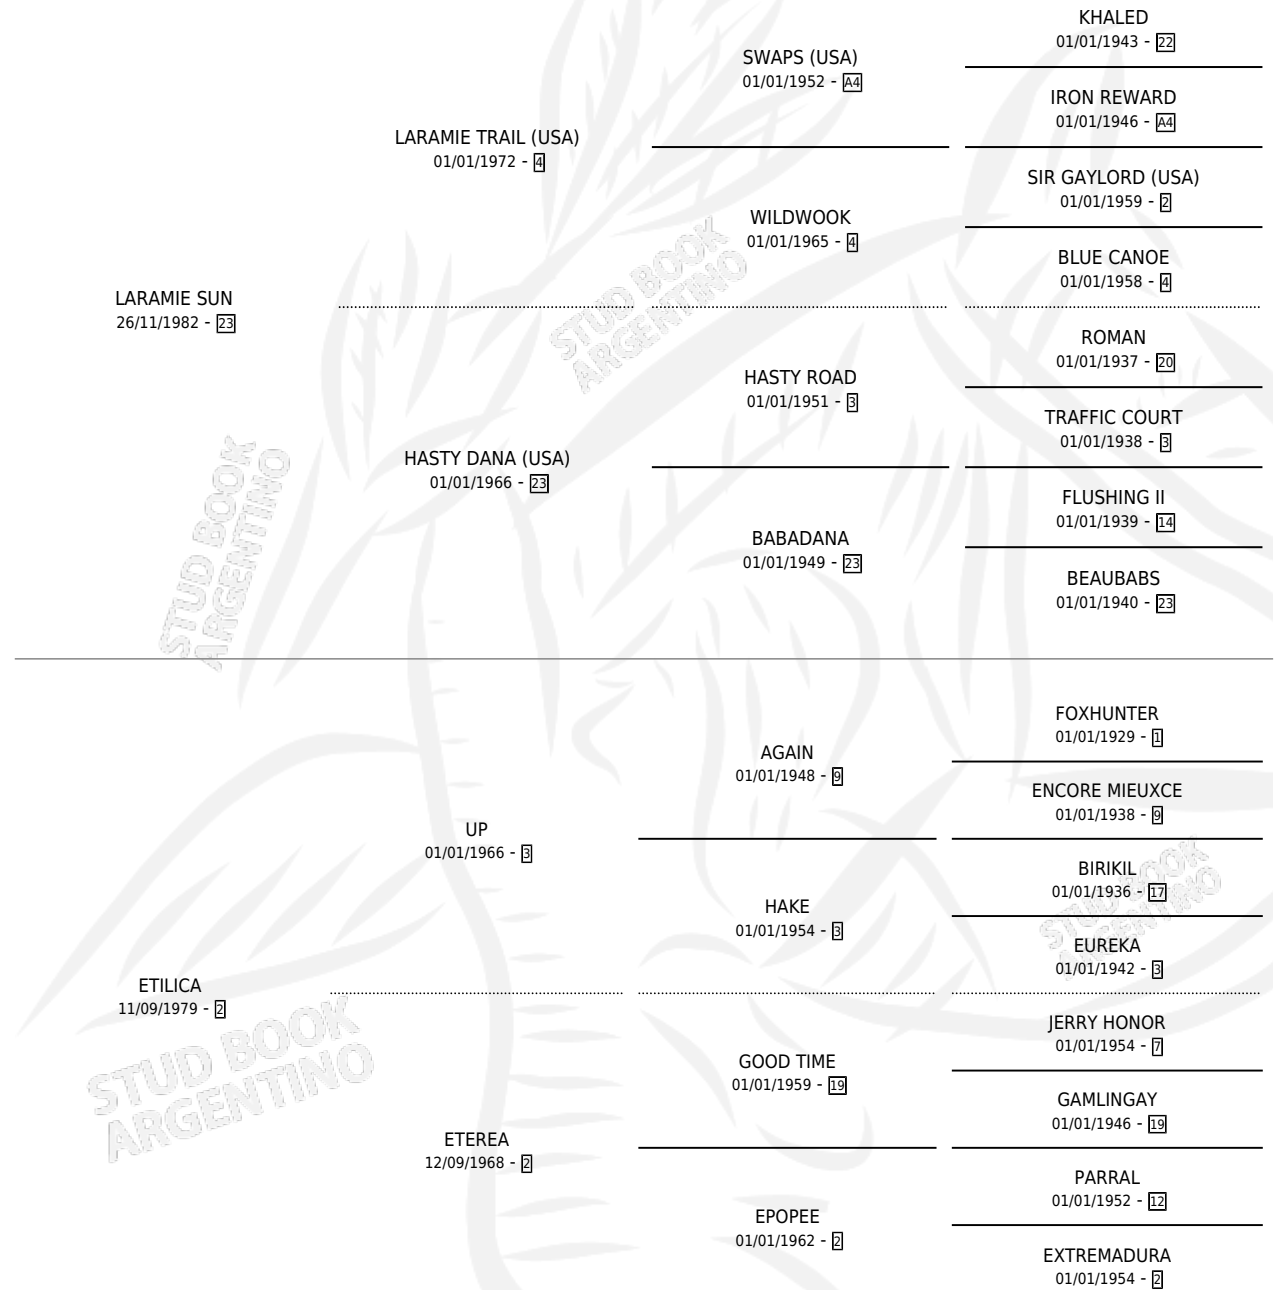 LARAMIE SUN
26/11/1982 - 23
LARAMIE TRAIL (USA)
01/01/1972 - 4
SWAPS (USA)
01/01/1952 - A4
KHALED
01/01/1943 - 22
IRON REWARD
01/01/1946 - A4
WILDWOOK
01/01/1965 - 4
SIR GAYLORD (USA)
01/01/1959 - 2
BLUE CANOE
01/01/1958 - 4
HASTY DANA (USA)
01/01/1966 - 23
HASTY ROAD
01/01/1951 - 3
ROMAN
01/01/1937 - 20
TRAFFIC COURT
01/01/1938 - 3
BABADANA
01/01/1949 - 23
FLUSHING II
01/01/1939 - 14
BEAUBABS
01/01/1940 - 23
ETILICA
11/09/1979 - 2
UP
01/01/1966 - 3
AGAIN
01/01/1948 - 9
FOXHUNTER
01/01/1929 - 1
ENCORE MIEUXCE
01/01/1938 - 9
HAKE
01/01/1954 - 3
BIRIKIL
01/01/1936 - 17
EUREKA
01/01/1942 - 3
ETEREA
12/09/1968 - 2
GOOD TIME
01/01/1959 - 19
JERRY HONOR
01/01/1954 - 7
GAMLINGAY
01/01/1946 - 19
EPOPEE
01/01/1962 - 2
PARRAL
01/01/1952 - 12
EXTREMADURA
01/01/1954 - 2
STUD BOOK
ARGENTINO
STUD BOOK
ARGENTINO
STUD BOOK
ARGENTINO
STUD BOOK
ARGENTINO